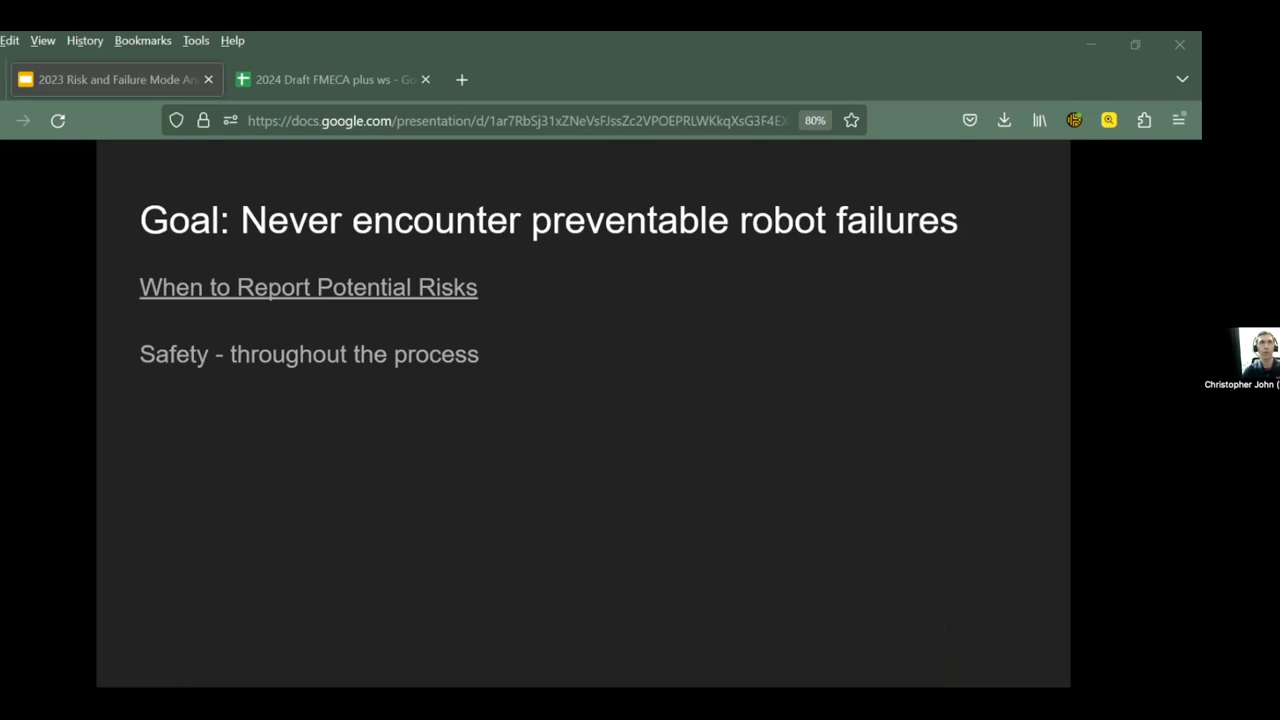 Edit View History Bookmarks Tools Help
2023 Risk and Failure Mode An
2024 Draft FMECA plus ws - Go
https://docs.google.com/presentation/d/1ar7RbSj31xZNeVsFJssZc2VPOEPRLWKkqXsG3F4EX
80%
Goal: Never encounter preventable robot failures
When to Report Potential Risks
Safety - throughout the process
Christopher John (